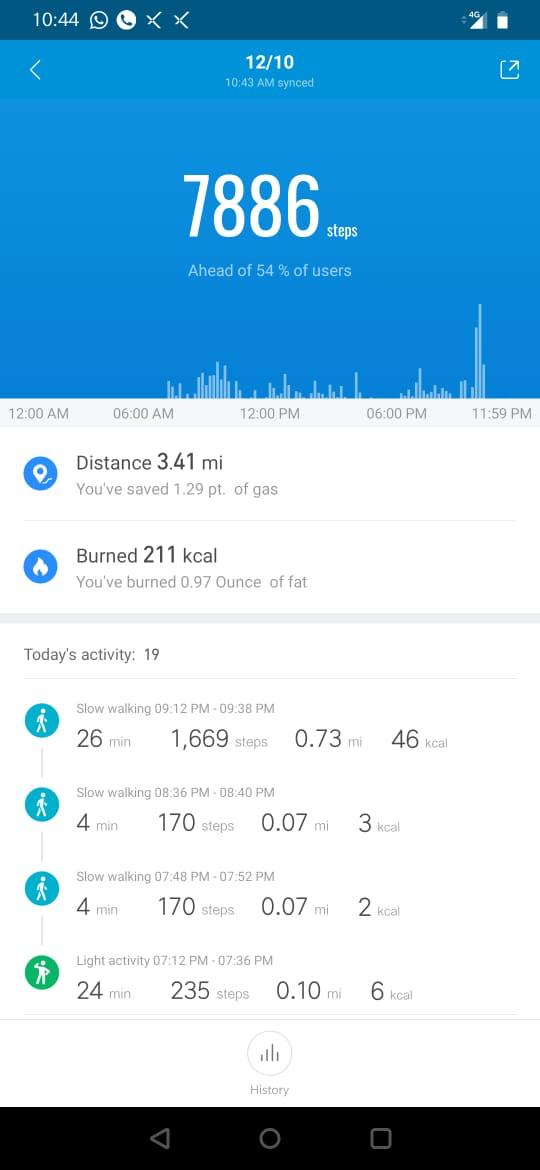 10:44 4G
12/10
10:43 AM synced
7886 steps
Ahead of 54 % of users
12:00 AM 06:00 AM 12:00 PM 06:00 PM 11:59 PM
Distance 3.41 mi
You've saved 1.29 pt. of gas
Burned 211 kcal
You've burned 0.97 Ounce of fat
Today's activity: 19
Slow walking 09:12 PM - 09:38 PM
26 min 1,669 steps 0.73 mi 46 kcal
Slow walking 08:36 PM - 08:40 PM
4 min 170 steps 0.07 mi 3 kcal
Slow walking 07:48 PM - 07:52 PM
4 min 170 steps 0.07 mi 2 kcal
Light activity 07:12 PM - 07:36 PM
24 min 235 steps 0.10 mi 6 kcal
History